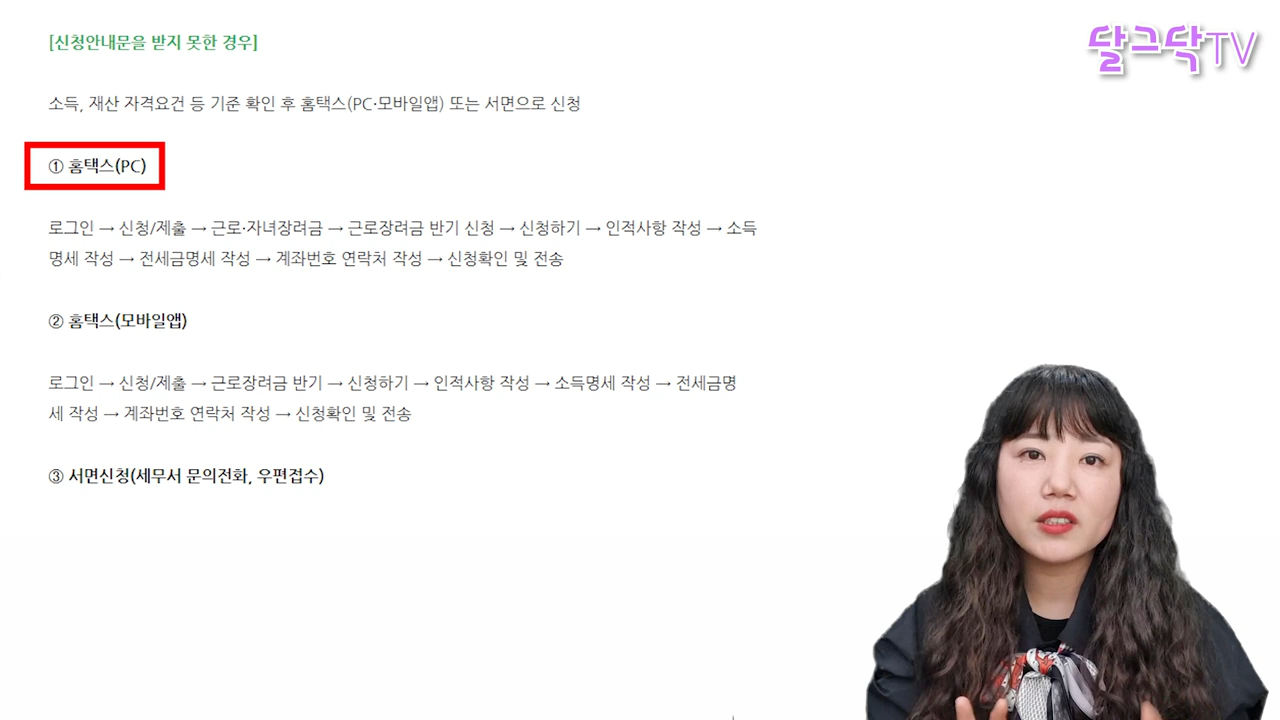 [신청안내문을 받지 못한 경우]
달그닥TV
소득, 재산 자격요건 등 기준 확인 후 홈택스(PC·모바일앱) 또는 서면으로 신청
① 홈택스(PC)
로그인 → 신청/제출 → 근로·자녀장려금 → 근로장려금 반기 신청 → 신청하기 → 인적사항 작성 → 소득
명세 작성 → 전세금명세 작성 → 계좌번호 연락처 작성 → 신청확인 및 전송
② 홈택스(모바일앱)
로그인 → 신청/제출 → 근로장려금 반기 → 신청하기 → 인적사항 작성 → 소득명세 작성 → 전세금명
세 작성 → 계좌번호 연락처 작성 → 신청확인 및 전송
③ 서면신청(세무서 문의전화, 우편접수)